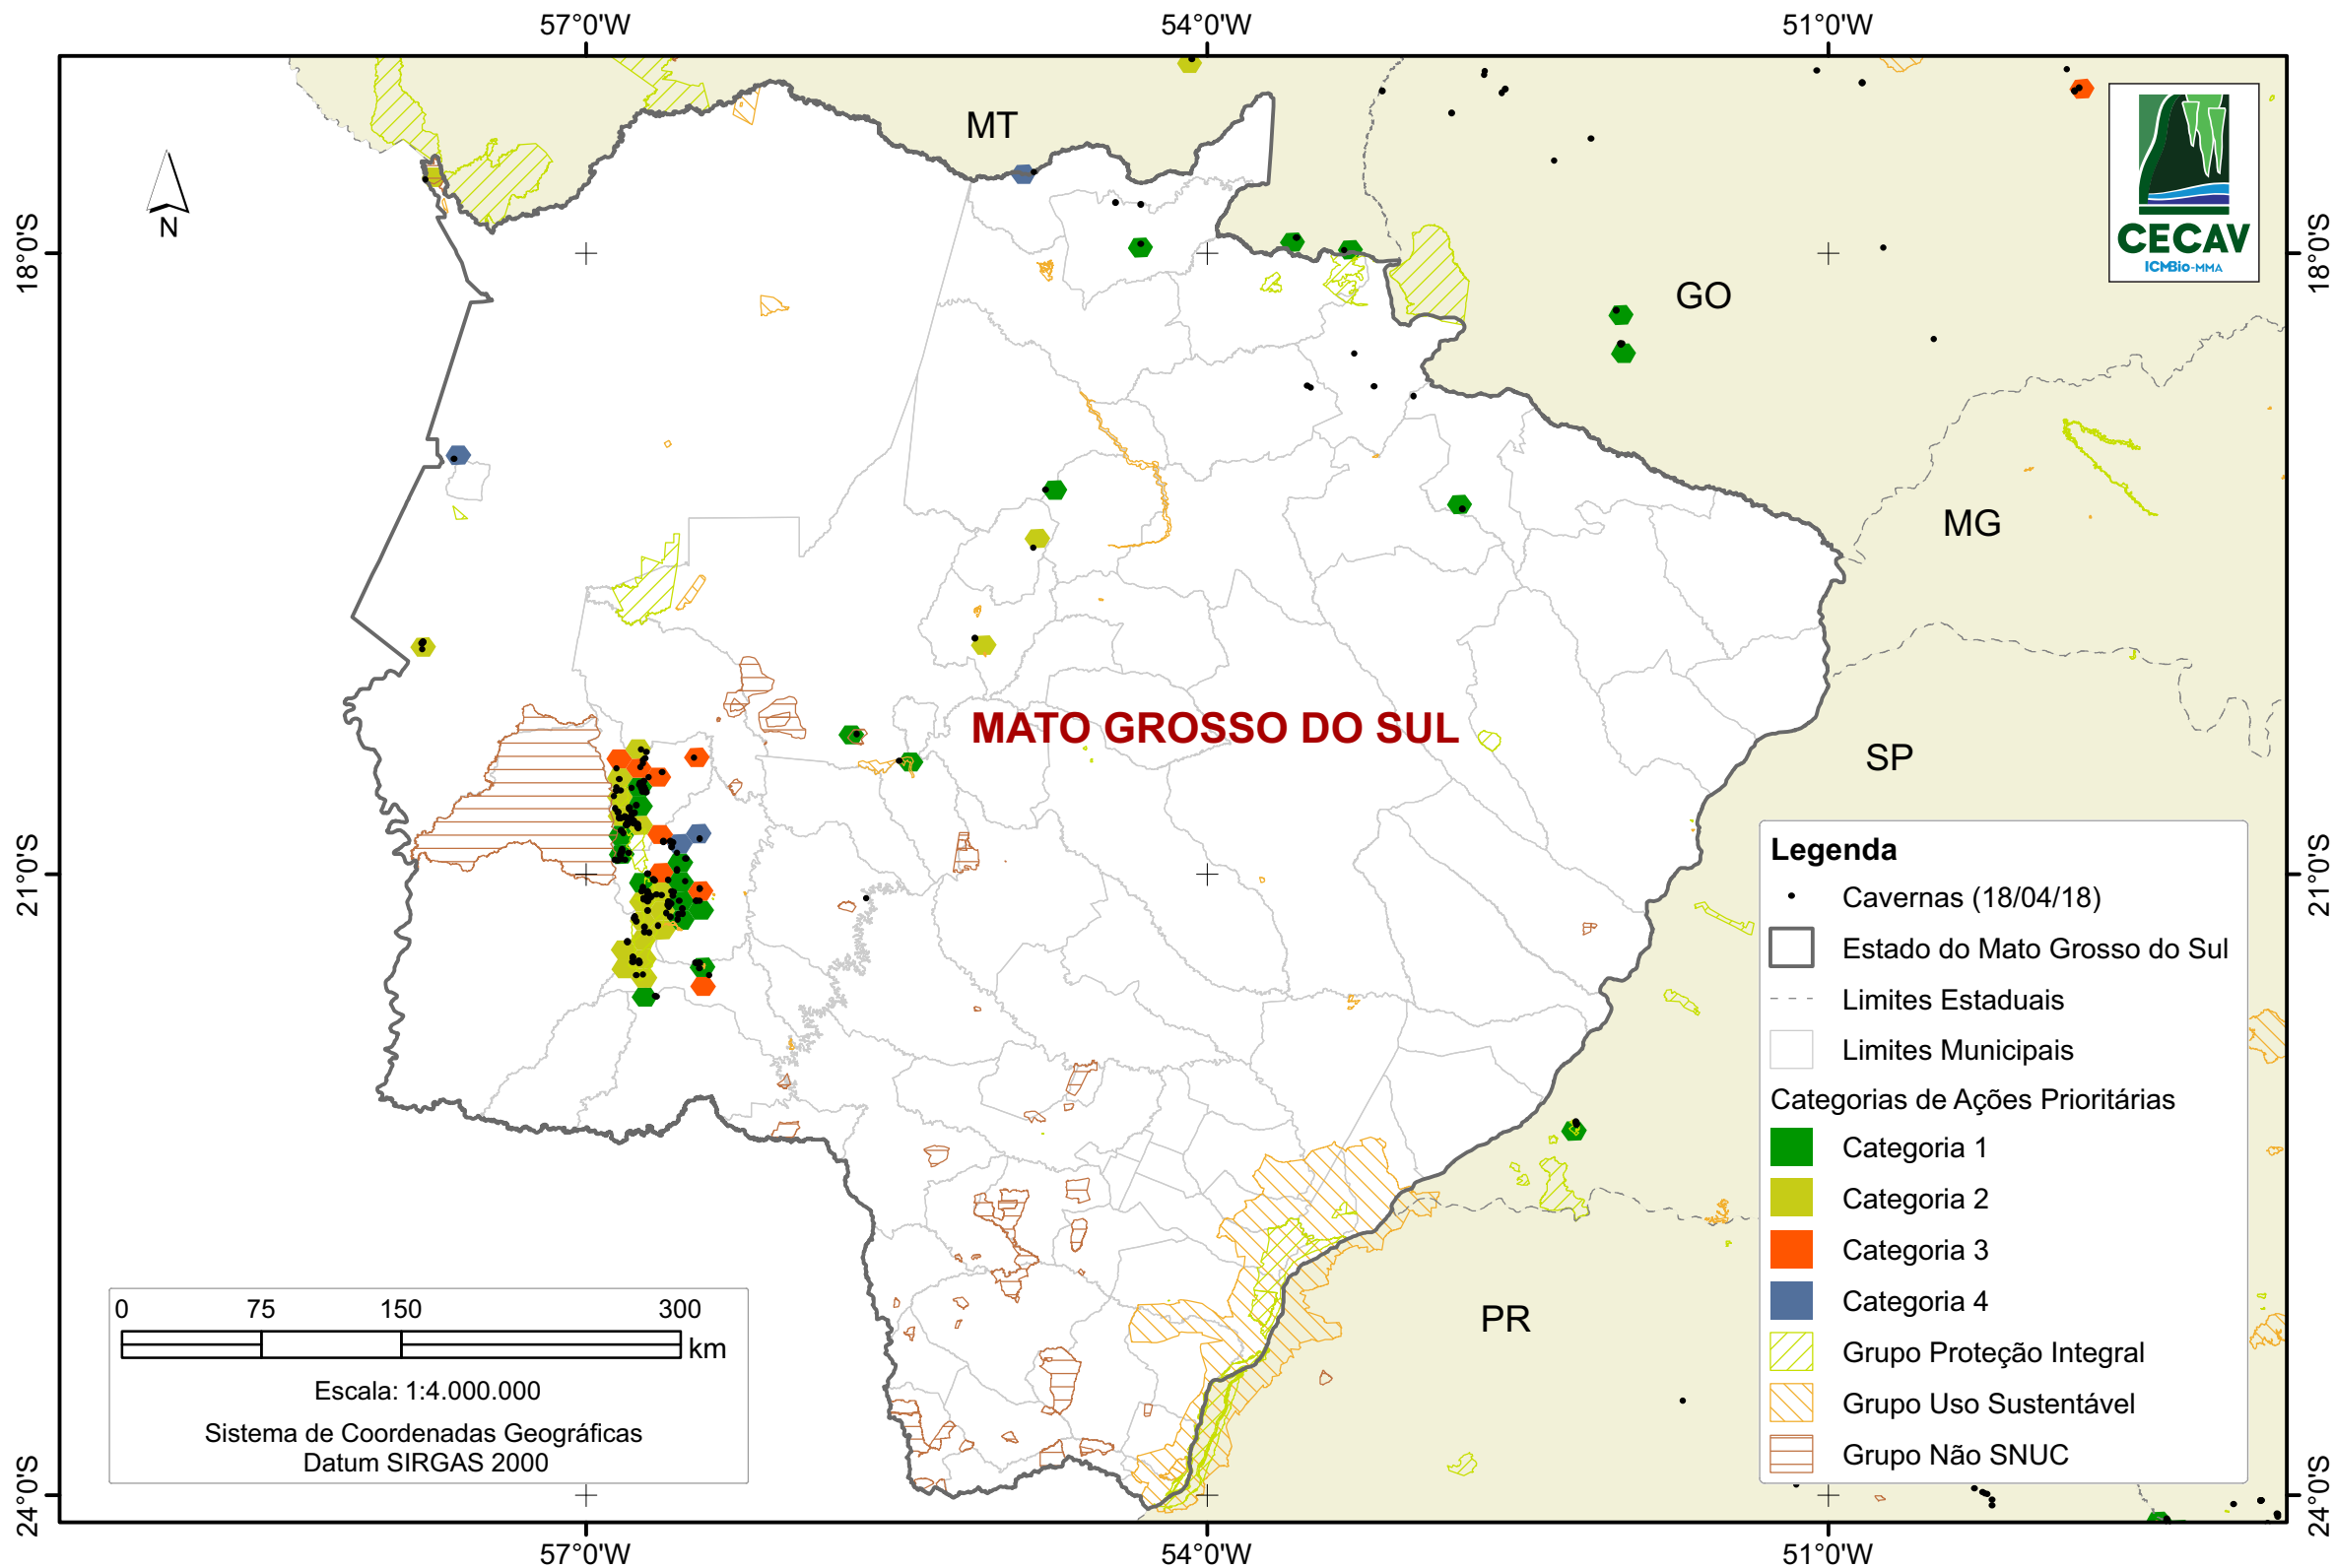 57°0'W
54°0'W
51°0'W
MT
N
CECAV
ICMBio-MMA
18°0'S
18°0'S
GO
MG
MATO GROSSO DO SUL
SP
21°0'S
21°0'S
Legenda
Cavernas (18/04/18)
Estado do Mato Grosso do Sul
Limites Estaduais
Limites Municipais
Categorias de Ações Prioritárias
Categoria 1
Categoria 2
Categoria 3
Categoria 4
Grupo Proteção Integral
Grupo Uso Sustentável
Grupo Não SNUC
PR
0 75 150 300
km
Escala: 1:4.000.000
Sistema de Coordenadas Geográficas
Datum SIRGAS 2000
24°0'S
24°0'S
57°0'W
54°0'W
51°0'W